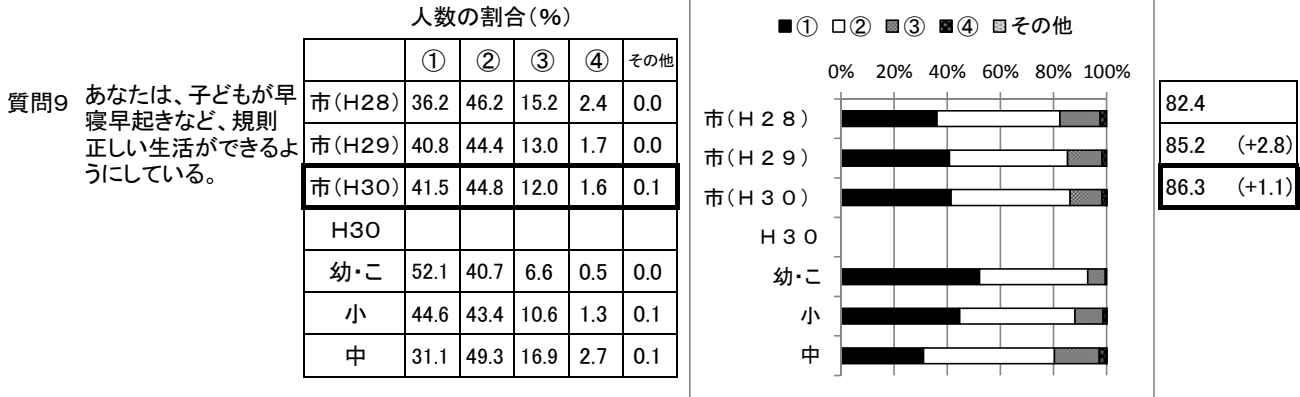 人数の割合(%)
① ② ③ ④ その他
質問9 あなたは、子どもが早
寝早起きなど、規則
正しい生活ができるよ
うにしている。
市(H28) 36.2 46.2 15.2 2.4 0.0
市(H29) 40.8 44.4 13.0 1.7 0.0
市(H30) 41.5 44.8 12.0 1.6 0.1
H30
幼・こ 52.1 40.7 6.6 0.5 0.0
小 44.6 43.4 10.6 1.3 0.1
中 31.1 49.3 16.9 2.7 0.1
■① □② ■③ ■④ ■その他
0% 20% 40% 60% 80% 100%
市(H28)
市(H29)
市(H30)
H30
幼・こ
小
中
82.4
85.2 (+2.8)
86.3 (+1.1)